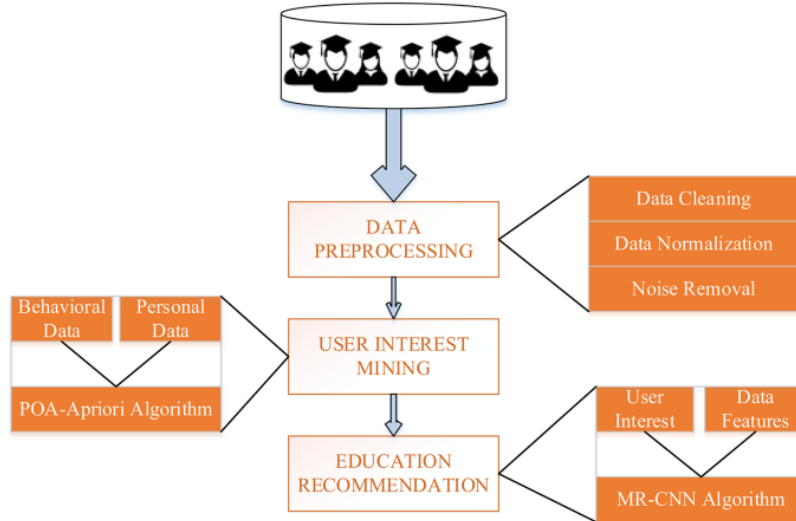 DATA
PREPROCESSING
Data Cleaning
Data Normalization
Noise Removal
Behavioral
Data
Personal
Data
POA-Apriori Algorithm
USER INTEREST
MINING
EDUCATION
RECOMMENDATION
User
Interest
Data
Features
MR-CNN Algorithm